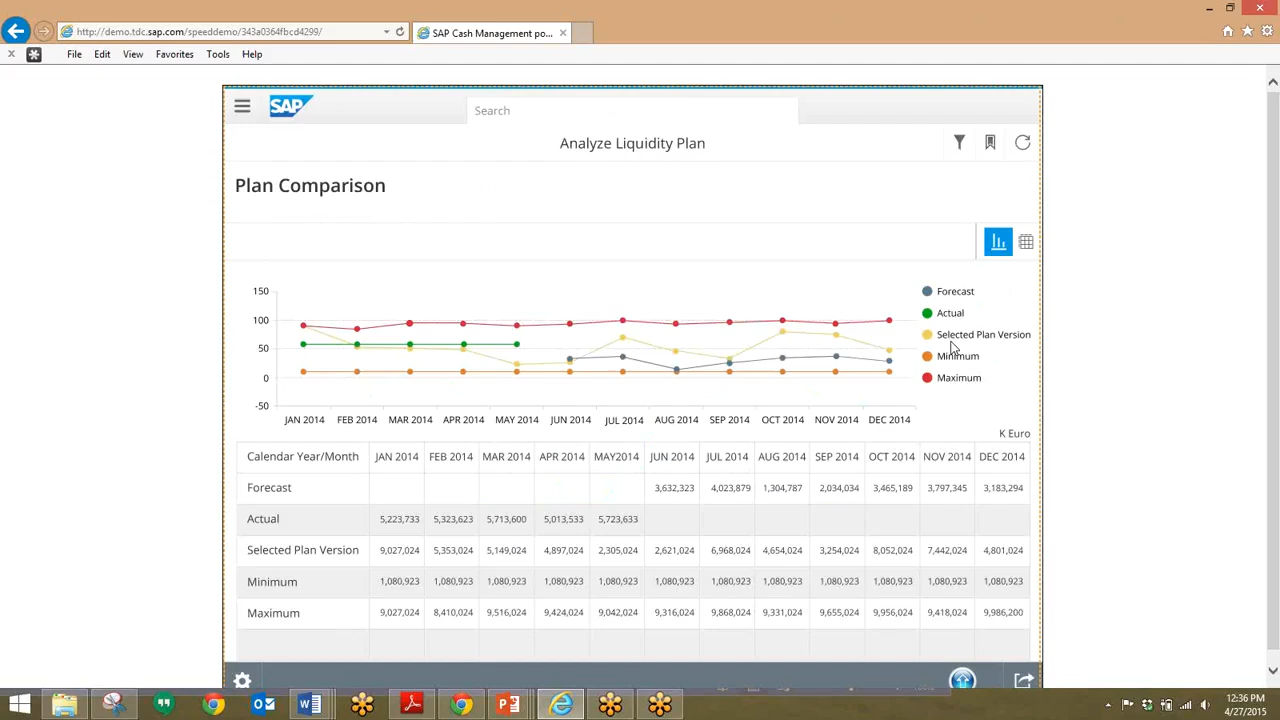 http://demo.tdc.sap.com/speeddemo/343a0364fbcd4299/
SAP Cash Management po...
File Edit View Favorites Tools Help
SAP
Search
Analyze Liquidity Plan
Plan Comparison
150
100
50
0
-50
JAN 2014 FEB 2014 MAR 2014 APR 2014 MAY 2014 JUN 2014 JUL 2014 AUG 2014 SEP 2014 OCT 2014 NOV 2014 DEC 2014
Forecast
Actual
Selected Plan Version
Minimum
Maximum
K Euro
Calendar Year/Month JAN 2014 FEB 2014 MAR 2014 APR 2014 MAY2014 JUN 2014 JUL 2014 AUG 2014 SEP 2014 OCT 2014 NOV 2014 DEC 2014
Forecast 3,632,323 4,023,879 1,304,787 2,034,034 3,465,189 3,797,345 3,183,294
Actual 5,223,733 5,323,623 5,713,600 5,013,533 5,723,633
Selected Plan Version 9,027,024 5,353,024 5,149,024 4,897,024 2,305,024 2,621,024 6,968,024 4,654,024 3,254,024 8,052,024 7,442,024 4,801,024
Minimum 1,080,923 1,080,923 1,080,923 1,080,923 1,080,923 1,080,923 1,080,923 1,080,923 1,080,923 1,080,923 1,080,923 1,080,923
Maximum 9,027,024 8,410,024 9,516,024 9,424,024 9,042,024 9,316,024 9,868,024 9,331,024 9,655,024 9,956,024 9,418,024 9,986,200
12:36 PM
4/27/2015